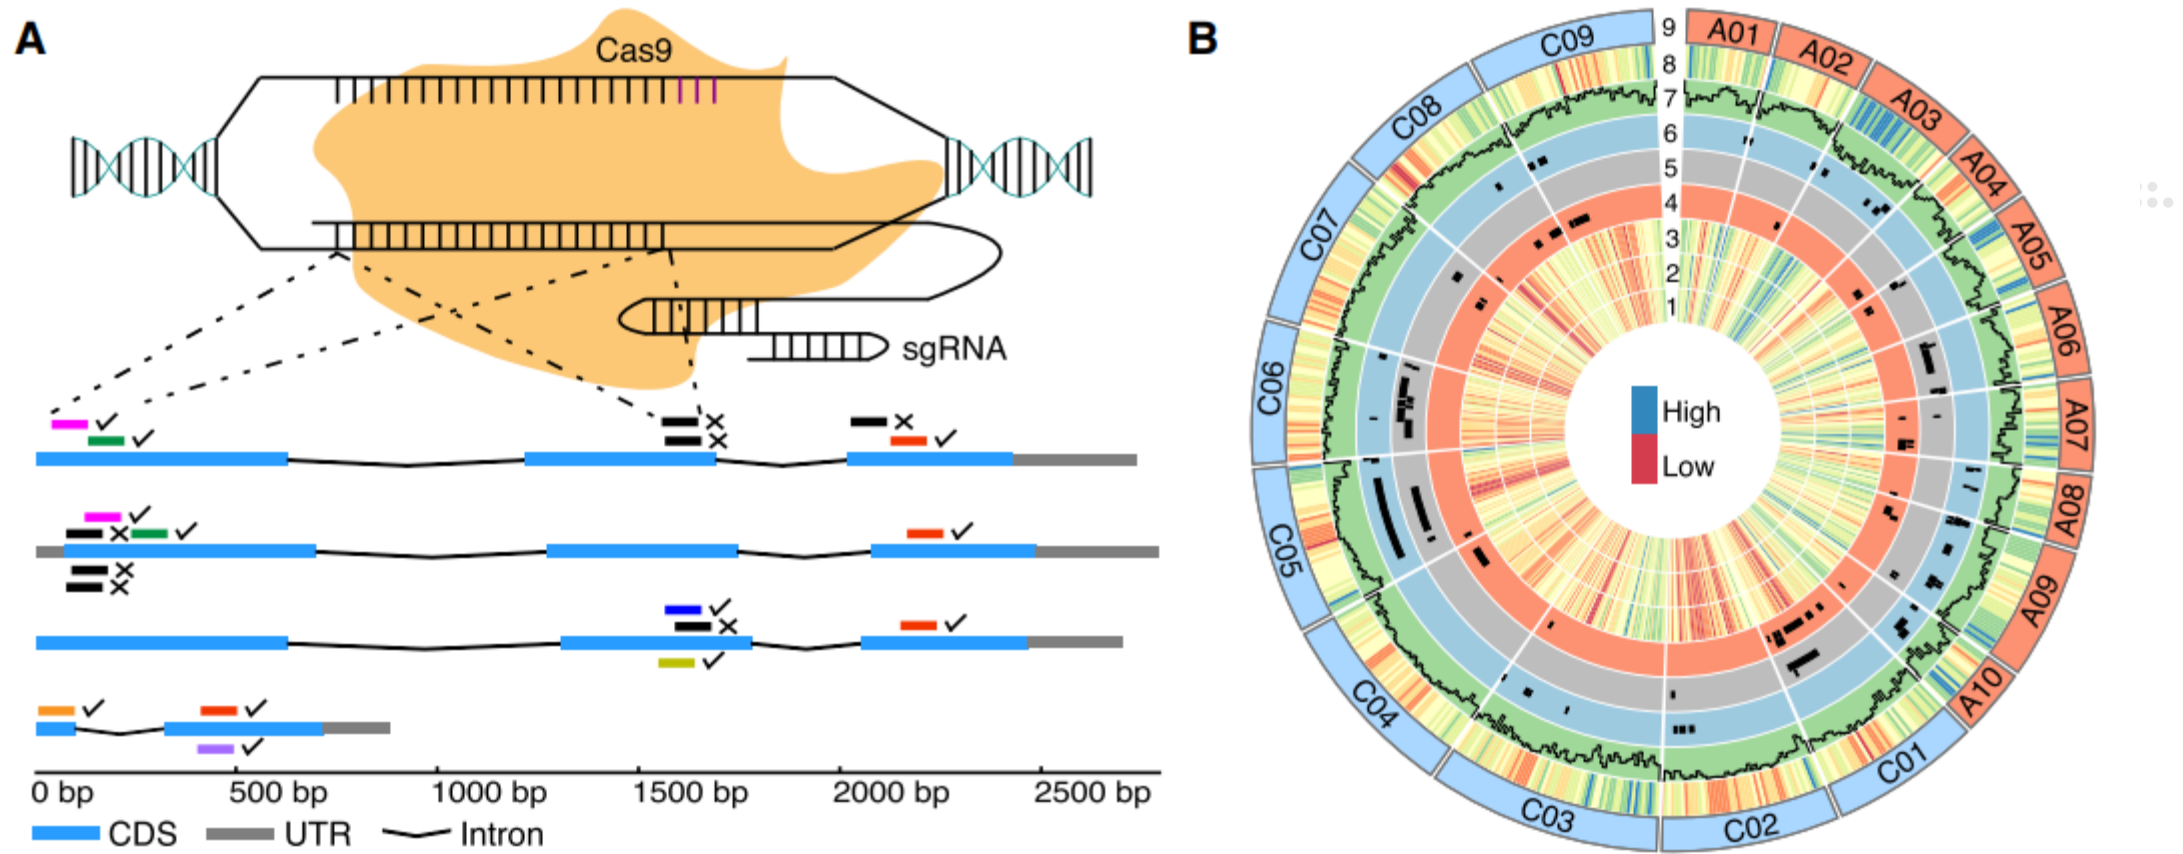 A
Cas9
sgRNA
0 bp 500 bp 1000 bp 1500 bp 2000 bp 2500 bp
CDS UTR Intron
B
9
8
7
6
5
4
3
2
1
A01
A02
A03
A04
A05
A06
A07
A08
A09
A10
C01
C02
C03
C04
C05
C06
C07
C08
C09
High
Low